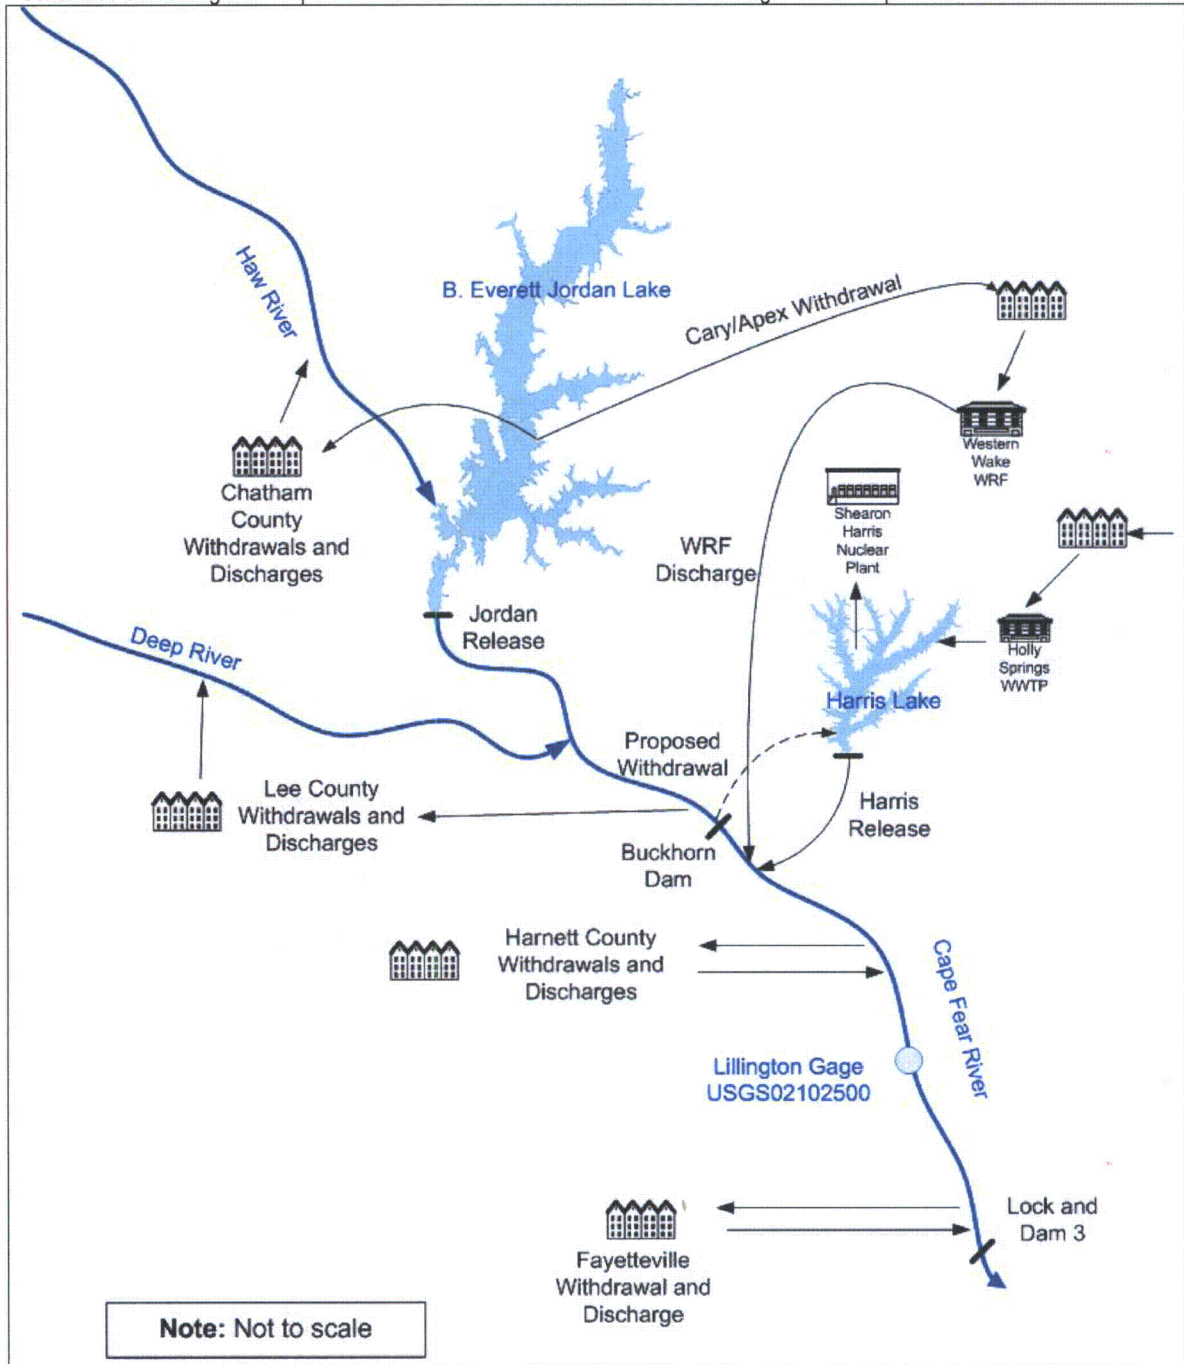 Haw River
B. Everett Jordan Lake
Cary/Apex Withdrawal
Western
Wake
WRF
Chatham
County
Withdrawals and
Discharges
Shearon
Harris
Nuclear
Plant
WRF
Discharge
Jordan
Release
Deep River
Holly
Springs
WWTP
Harris Lake
Proposed
Withdrawal
Lee County
Withdrawals and
Discharges
Harris
Release
Buckhorn
Dam
Harnett County
Withdrawals and
Discharges
Cape Fear River
Lillington Gage
USGS02102500
Lock and
Dam 3
Fayetteville
Withdrawal and
Discharge
Note: Not to scale